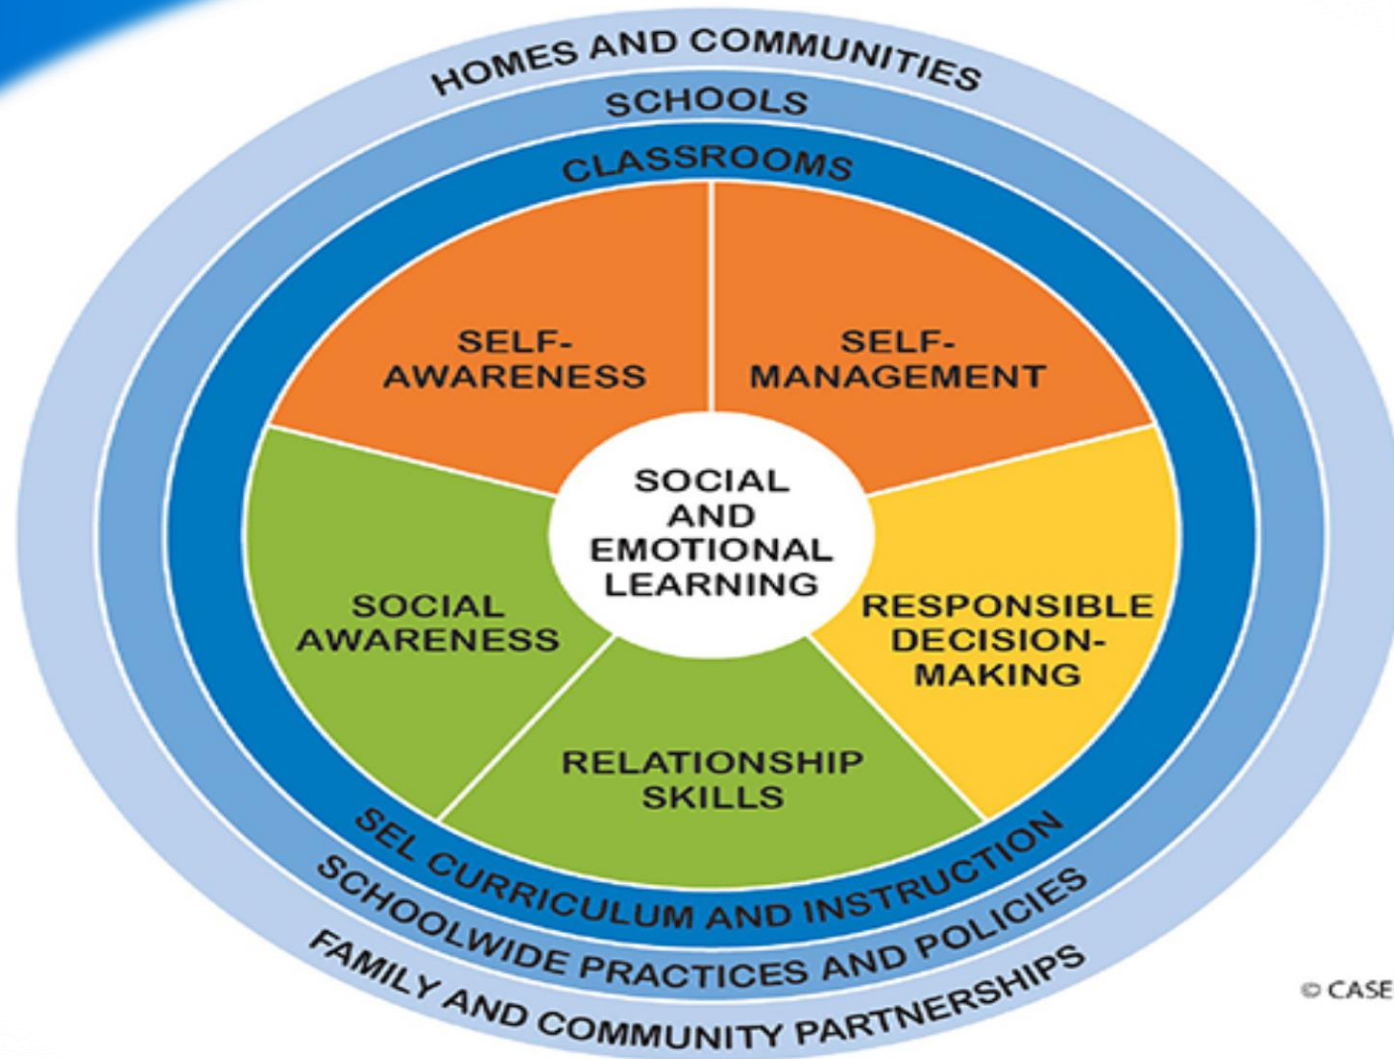 HOMES AND COMMUNITIES
SCHOOLS
CLASSROOMS
SELF-
AWARENESS
SELF-
MANAGEMENT
SOCIAL
AND
EMOTIONAL
LEARNING
SOCIAL
AWARENESS
RESPONSIBLE
DECISION-
MAKING
RELATIONSHIP
SKILLS
SEL CURRICULUM AND INSTRUCTION
SCHOOLWIDE PRACTICES AND POLICIES
FAMILY AND COMMUNITY PARTNERSHIPS
© CASE